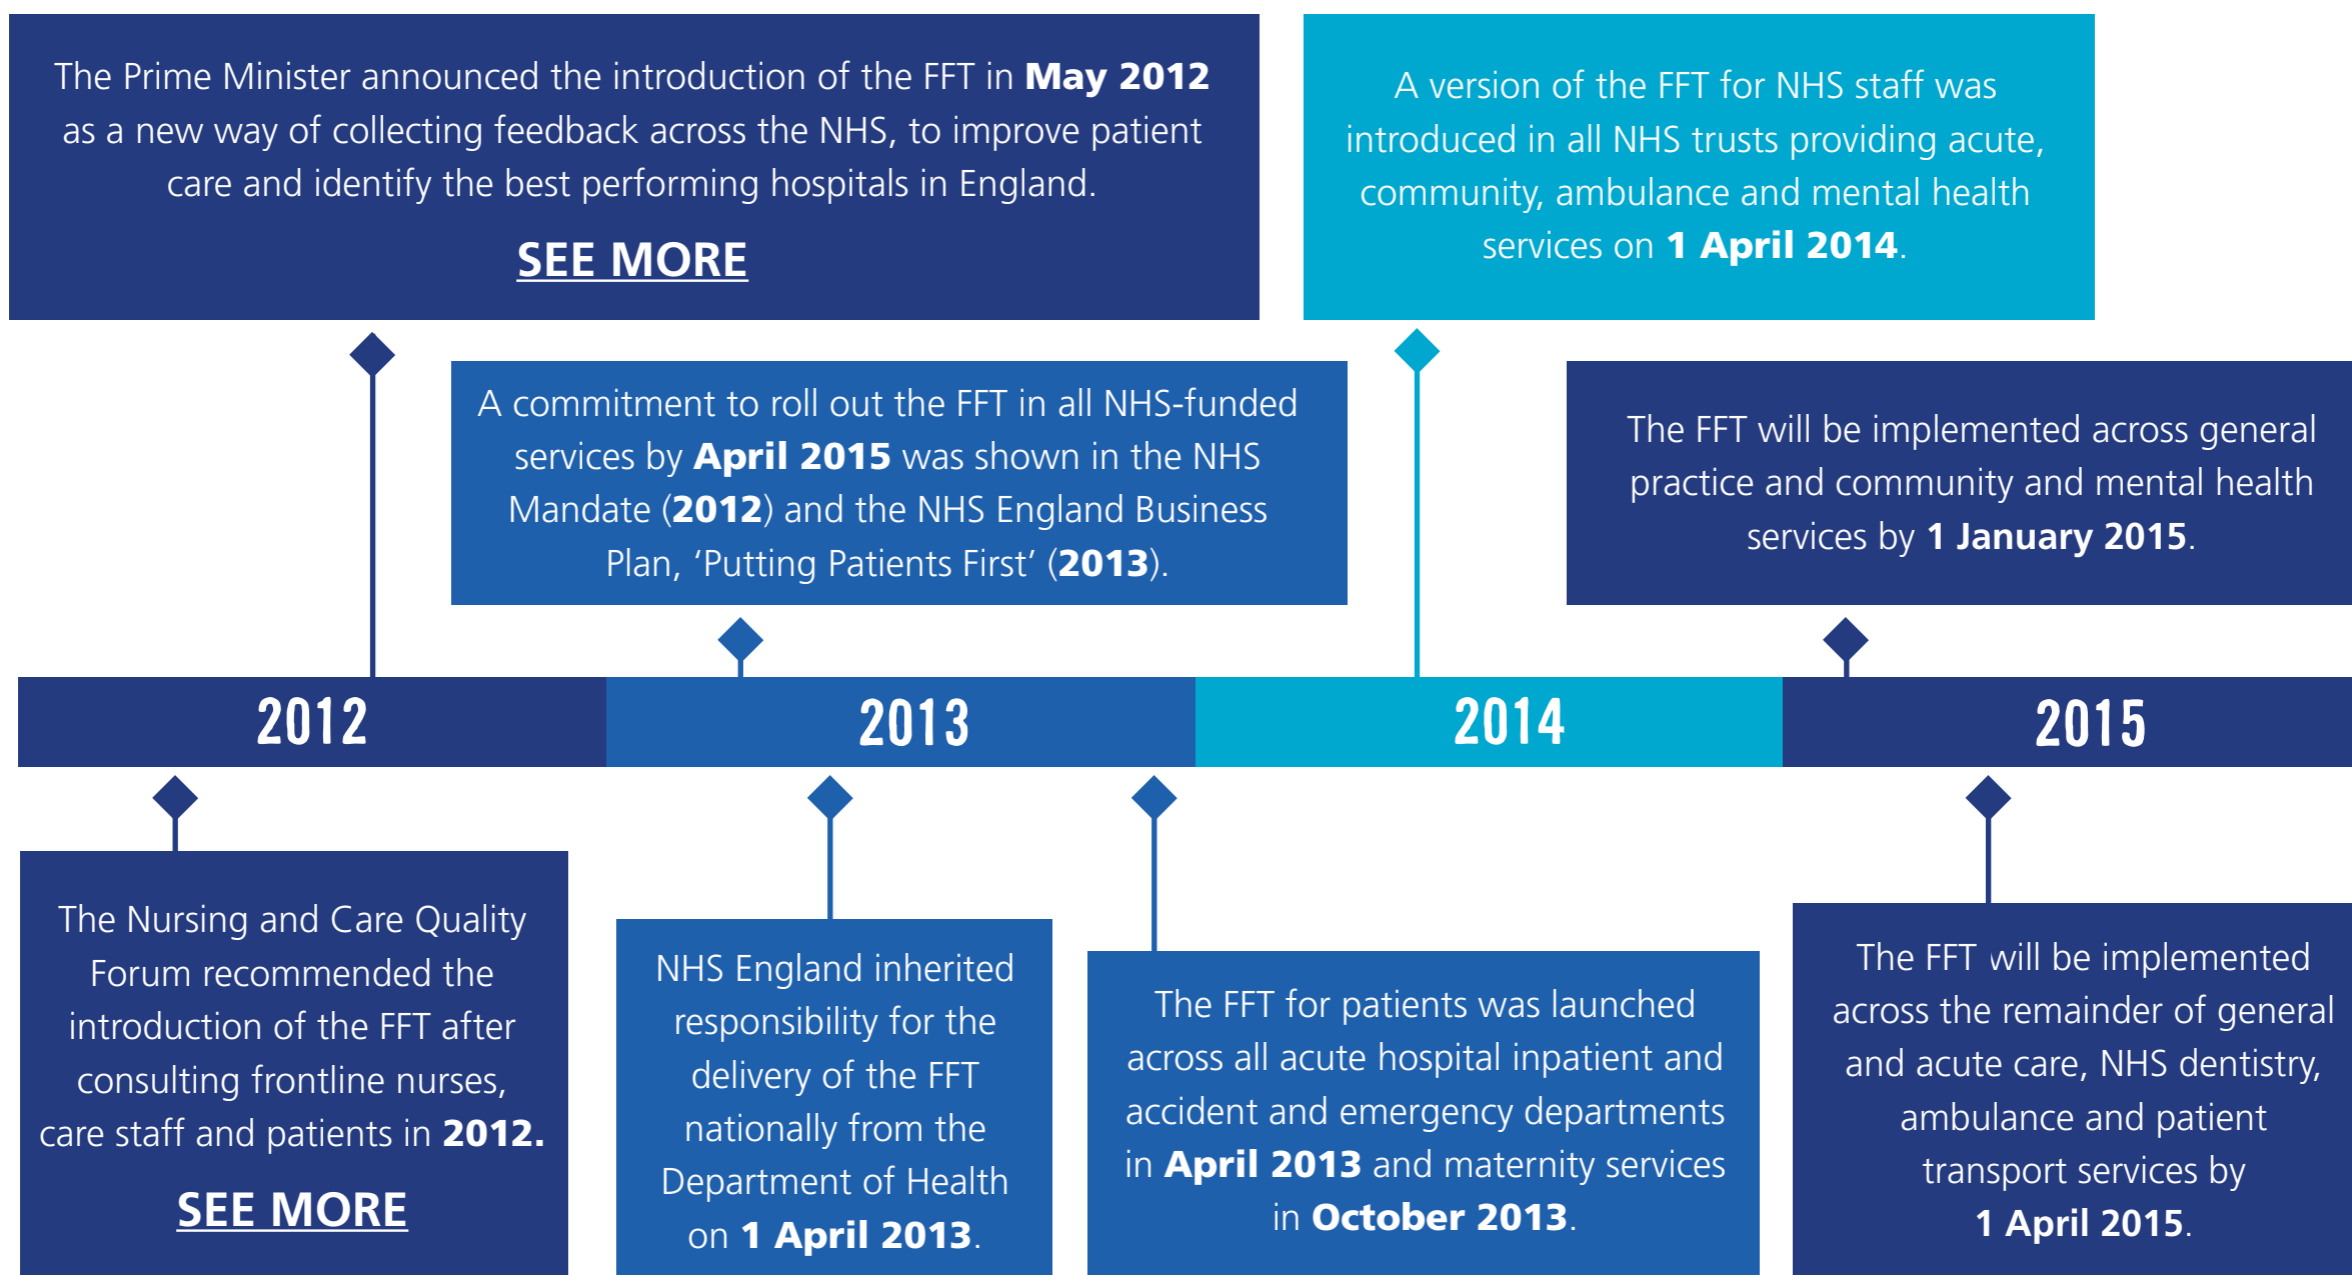 The Prime Minister announced the introduction of the FFT in May 2012
as a new way of collecting feedback across the NHS, to improve patient
care and identify the best performing hospitals in England.
SEE MORE
A version of the FFT for NHS staff was
introduced in all NHS trusts providing acute,
community, ambulance and mental health
services on 1 April 2014.
A commitment to roll out the FFT in all NHS-funded
services by April 2015 was shown in the NHS
Mandate (2012) and the NHS England Business
Plan, ‘Putting Patients First’ (2013).
The FFT will be implemented across general
practice and community and mental health
services by 1 January 2015.
2012
2013
2014
2015
The Nursing and Care Quality
Forum recommended the
introduction of the FFT after
consulting frontline nurses,
care staff and patients in 2012.
SEE MORE
NHS England inherited
responsibility for the
delivery of the FFT
nationally from the
Department of Health
on 1 April 2013.
The FFT for patients was launched
across all acute hospital inpatient and
accident and emergency departments
in April 2013 and maternity services
in October 2013.
The FFT will be implemented
across the remainder of general
and acute care, NHS dentistry,
ambulance and patient
transport services by
1 April 2015.